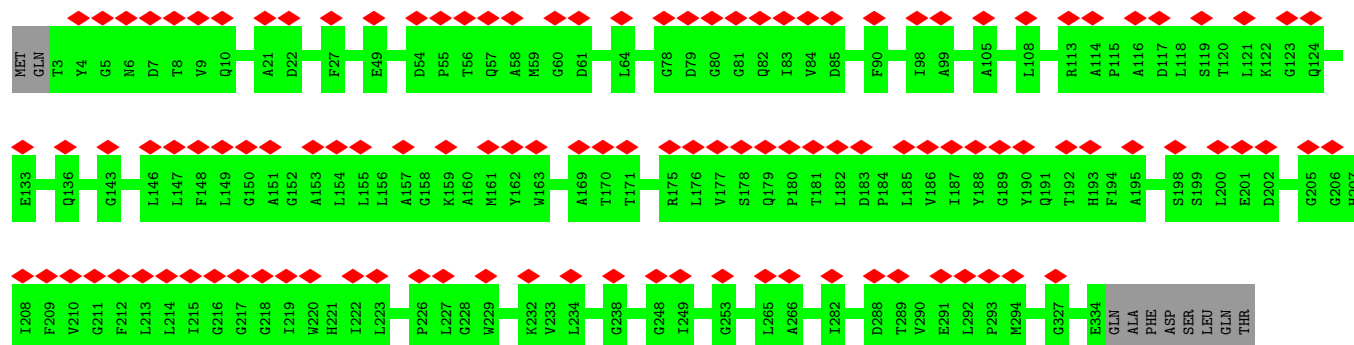 MET GLN T3 Y4 G5 N6 D7 T8 V9 Q10 A21 D22 F27 E49 D54 P55 T56 Q57 A58 M59 G60 D61 L64 G78 D79 G80 G81 Q82 I83 V84 D85 F90 I98 A99 A105 L108 R113 A114 P115 A116 D117 L118 S119 T120 L121 K122 G123 Q124
E133 Q136 G143 L146 L147 F148 L149 G150 A151 G152 A153 L154 L155 L156 A157 G158 K159 A160 M161 Y162 W163 A169 T170 T171 R175 L176 V177 S178 Q179 P180 T181 L182 D183 P184 L185 V186 I187 Y188 G189 Y190 Q191 T192 H193 F194 A195 S198 S199 L200 E201 D202 G205 G206 H207
I208 F209 V210 G211 F212 L213 L214 I215 G216 G217 G218 I219 W220 H221 I222 L223 P226 L227 G228 W229 K232 V233 L234 G238 G248 I249 G253 L265 A266 I282 D288 T289 V290 E291 L292 P293 M294 G327 E334 GLN ALA PHE ASP SER LEU GLN THR